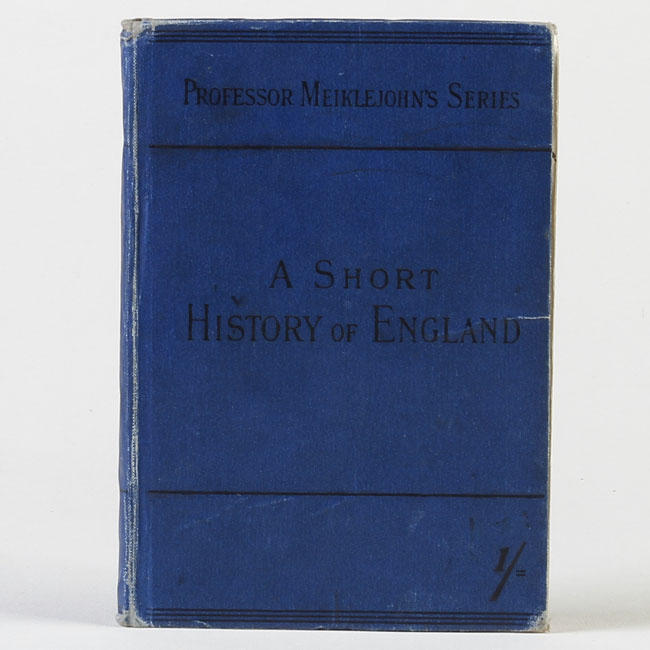 PROFESSOR MEIKLEJOHN'S SERIES
A SHORT
HISTORY OF ENGLAND
1/=